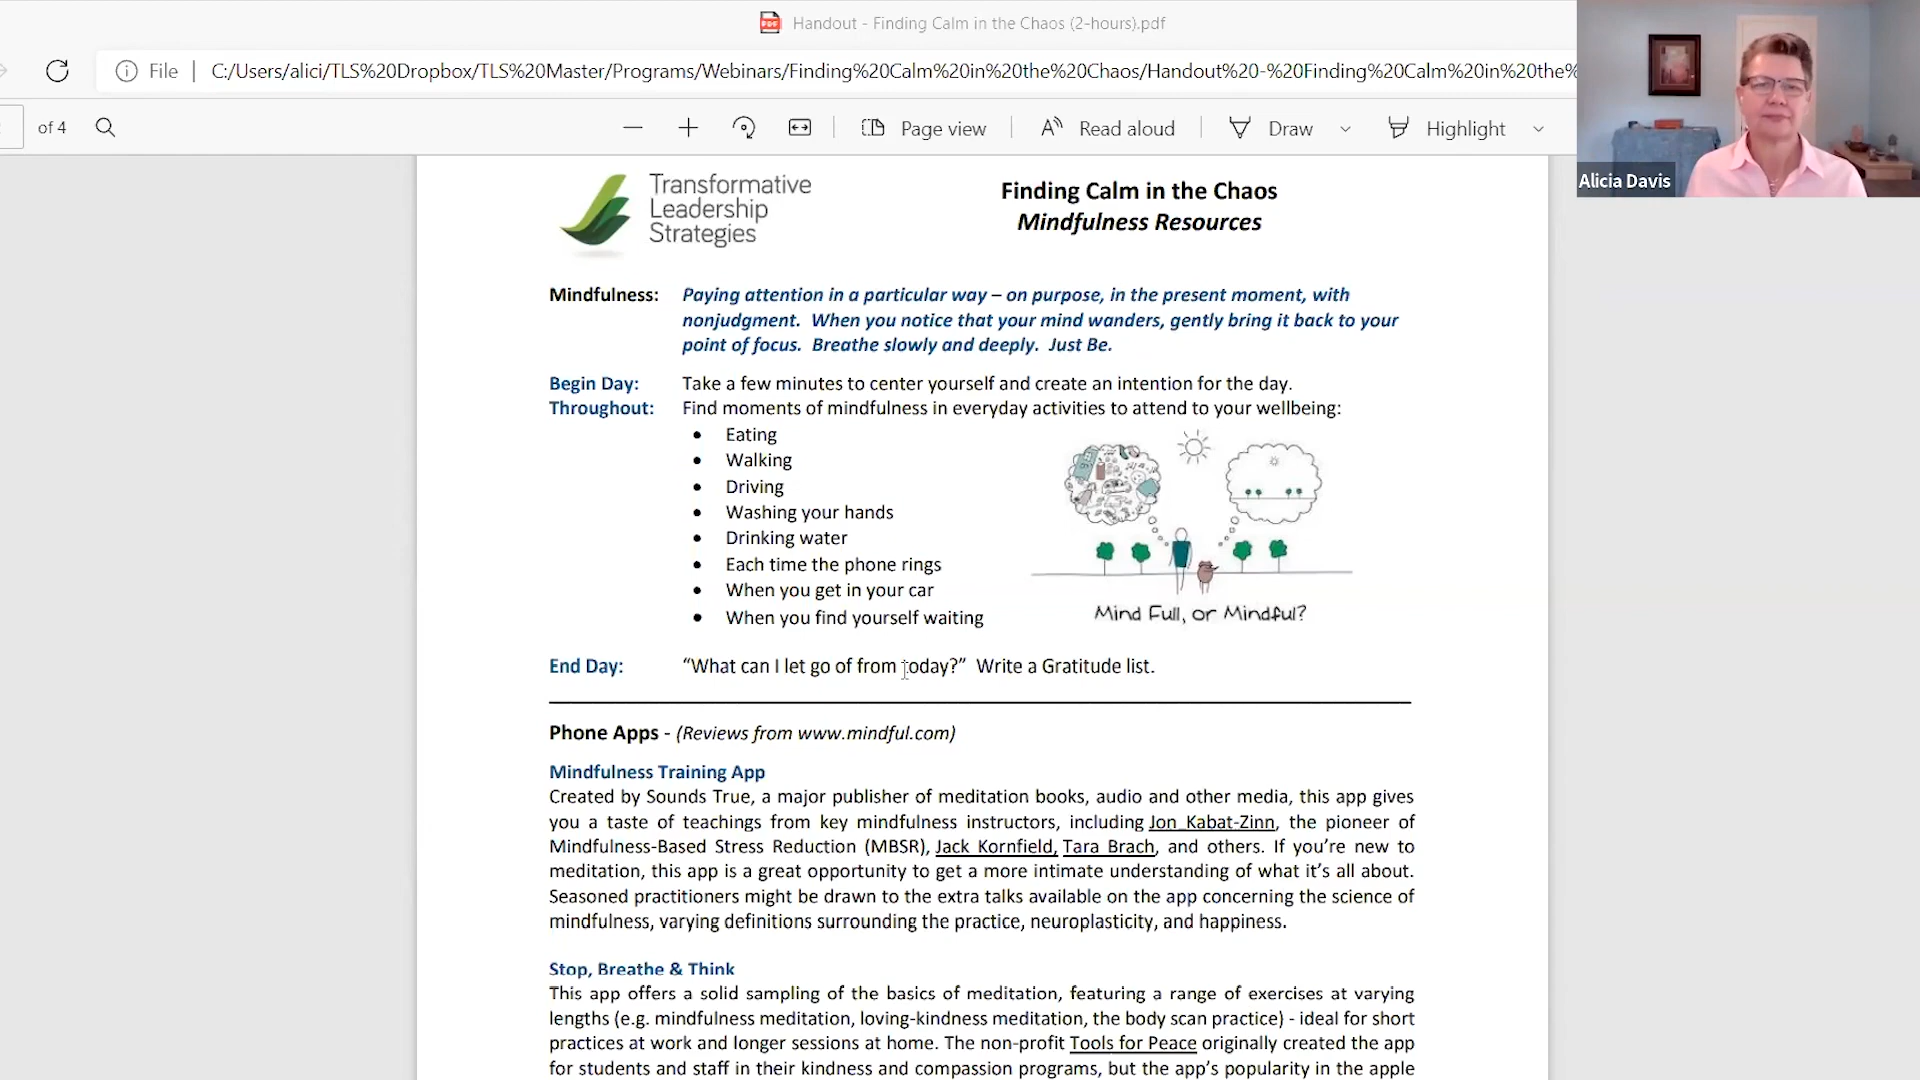 Handout - Finding Calm in the Chaos (2-hours).pdf
File
C:/Users/alici/TLS%20Dropbox/TLS%20Master/Programs/Webinars/Finding%20Calm%20in%20the%20Chaos/Handout%20-%20Finding%20Calm%20in%20the%
of 4
Page view
Read aloud
Draw
Highlight
Alicia Davis
Transformative
Leadership
Strategies
Finding Calm in the Chaos
Mindfulness Resources
Mindfulness: Paying attention in a particular way – on purpose, in the present moment, with
nonjudgment. When you notice that your mind wanders, gently bring it back to your
point of focus. Breathe slowly and deeply. Just Be.
Begin Day: Take a few minutes to center yourself and create an intention for the day.
Throughout: Find moments of mindfulness in everyday activities to attend to your wellbeing:
• Eating
• Walking
• Driving
• Washing your hands
• Drinking water
• Each time the phone rings
• When you get in your car
• When you find yourself waiting
Mind Full, or Mindful?
End Day: “What can I let go of from today?” Write a Gratitude list.
Phone Apps - (Reviews from www.mindful.com)
Mindfulness Training App
Created by Sounds True, a major publisher of meditation books, audio and other media, this app gives
you a taste of teachings from key mindfulness instructors, including Jon Kabat-Zinn, the pioneer of
Mindfulness-Based Stress Reduction (MBSR), Jack Kornfield, Tara Brach, and others. If you’re new to
meditation, this app is a great opportunity to get a more intimate understanding of what it’s all about.
Seasoned practitioners might be drawn to the extra talks available on the app concerning the science of
mindfulness, varying definitions surrounding the practice, neuroplasticity, and happiness.
Stop, Breathe & Think
This app offers a solid sampling of the basics of meditation, featuring a range of exercises at varying
lengths (e.g. mindfulness meditation, loving-kindness meditation, the body scan practice) - ideal for short
practices at work and longer sessions at home. The non-profit Tools for Peace originally created the app
for students and staff in their kindness and compassion programs, but the app’s popularity in the apple